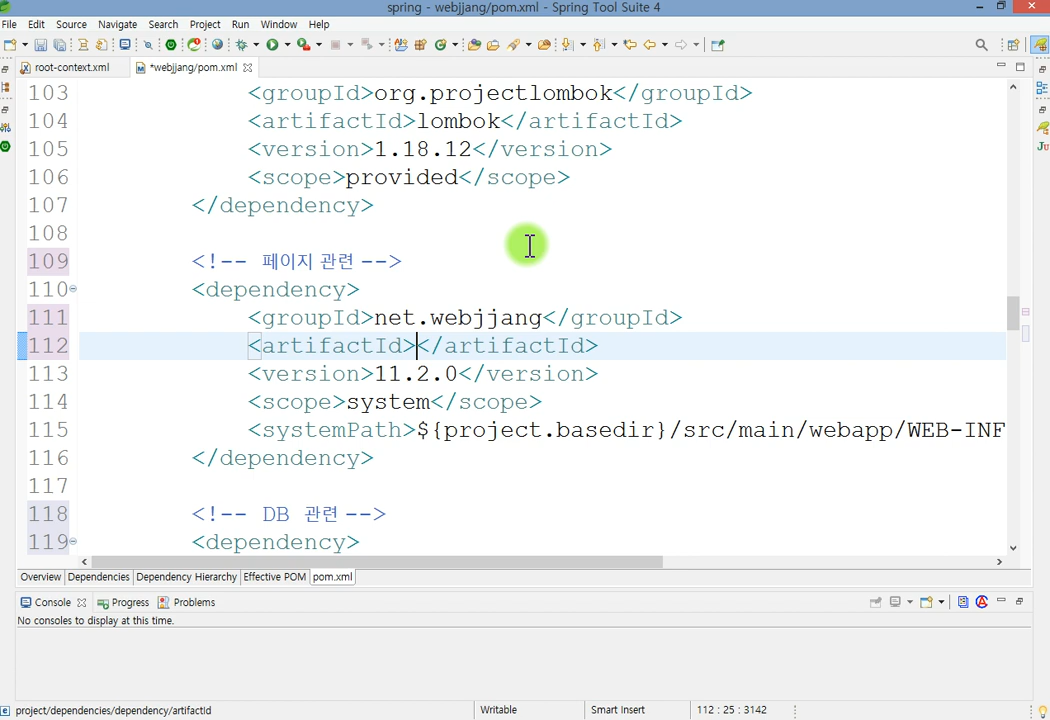 spring - webjjang/pom.xml - Spring Tool Suite 4
File Edit Source Navigate Search Project Run Window Help
root-context.xml *webjjang/pom.xml
103 <groupId>org.projectlombok</groupId>
104 <artifactId>lombok</artifactId>
105 <version>1.18.12</version>
106 <scope>provided</scope>
107 </dependency>
108
109 <!-- 페이지 관련 -->
110 <dependency>
111 <groupId>net.webjjang</groupId>
112 <artifactId></artifactId>
113 <version>11.2.0</version>
114 <scope>system</scope>
115 <systemPath>${project.basedir}/src/main/webapp/WEB-INF
116 </dependency>
117
118 <!-- DB 관련 -->
119 <dependency>
Overview Dependencies Dependency Hierarchy Effective POM pom.xml
Console Progress Problems
No consoles to display at this time.
project/dependencies/dependency/artifactId Writable Smart Insert 112 : 25 : 3142